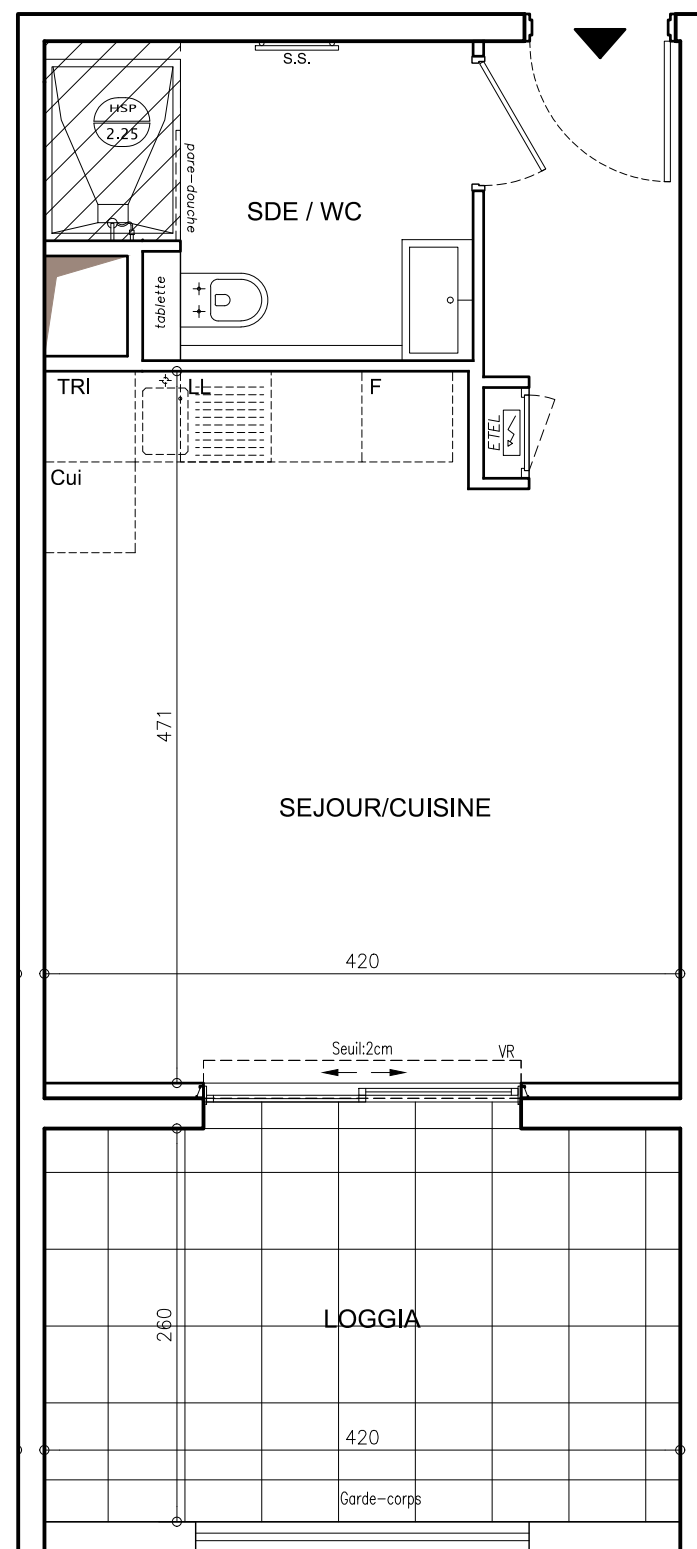 S.S.
HSP
2.25
pare-douche
SDE / WC
tablette
TRI
LL
F
ETEL
Cui
471
SEJOUR/CUISINE
420
Seuil:2cm
VR
LOGGIA
260
420
Garde-corps